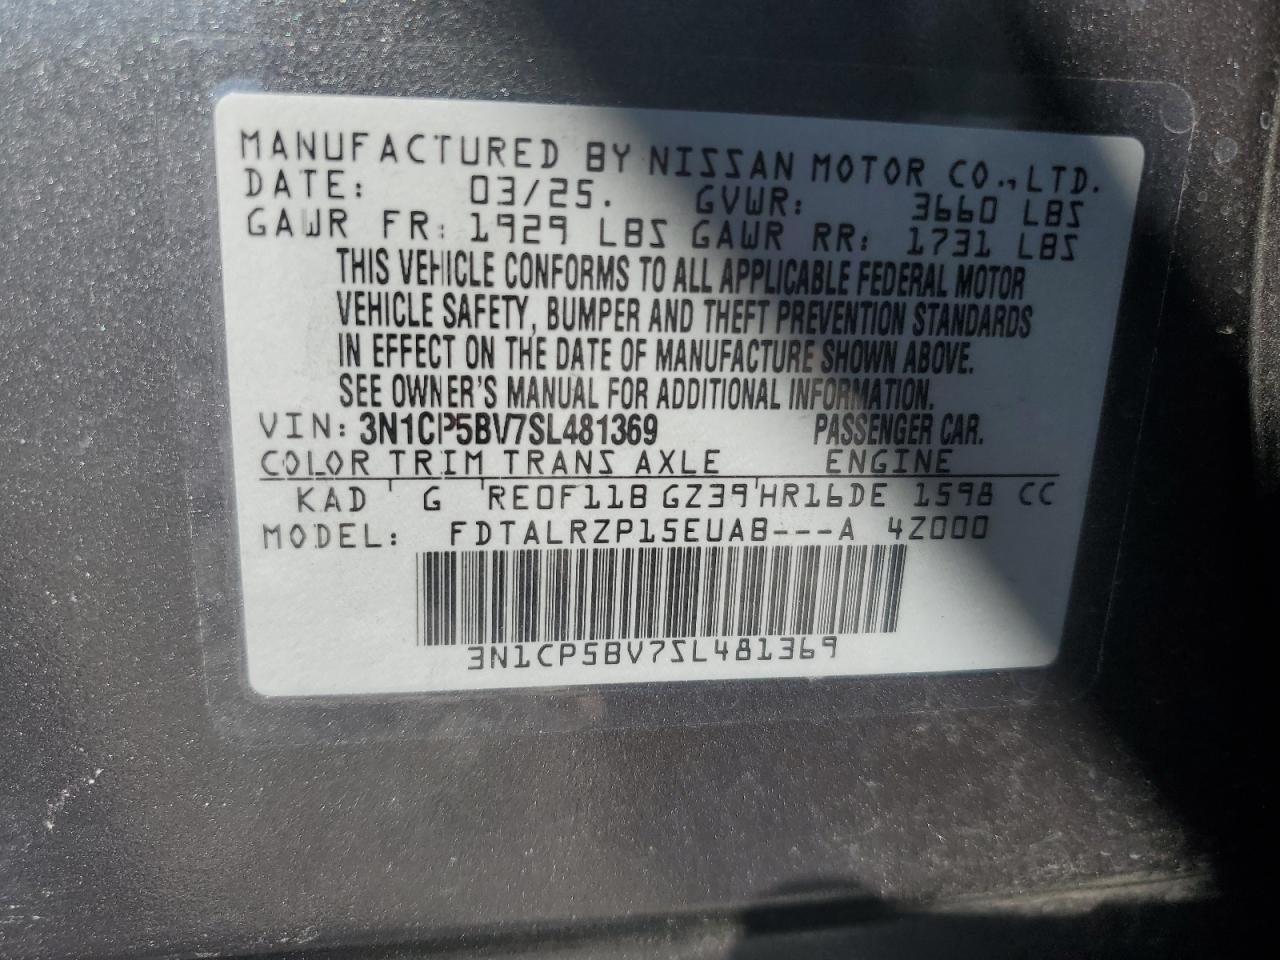 MANUFACTURED BY NISSAN MOTOR CO., LTD.
DATE: 03/25. GVWR: 3660 LBS
GAWR FR: 1929 LBS GAWR RR: 1731 LBS
THIS VEHICLE CONFORMS TO ALL APPLICABLE FEDERAL MOTOR
VEHICLE SAFETY, BUMPER AND THEFT PREVENTION STANDARDS
IN EFFECT ON THE DATE OF MANUFACTURE SHOWN ABOVE.
SEE OWNER'S MANUAL FOR ADDITIONAL INFORMATION.
VIN: 3N1CP5BV7SL481369 PASSENGER CAR.
COLOR TRIM TRANS AXLE ENGINE
KAD G RE0F11B GZ39 HR16DE 1598 CC
MODEL: FDTALRZP15EUAB---A 4Z000
3N1CP5BV7SL481369